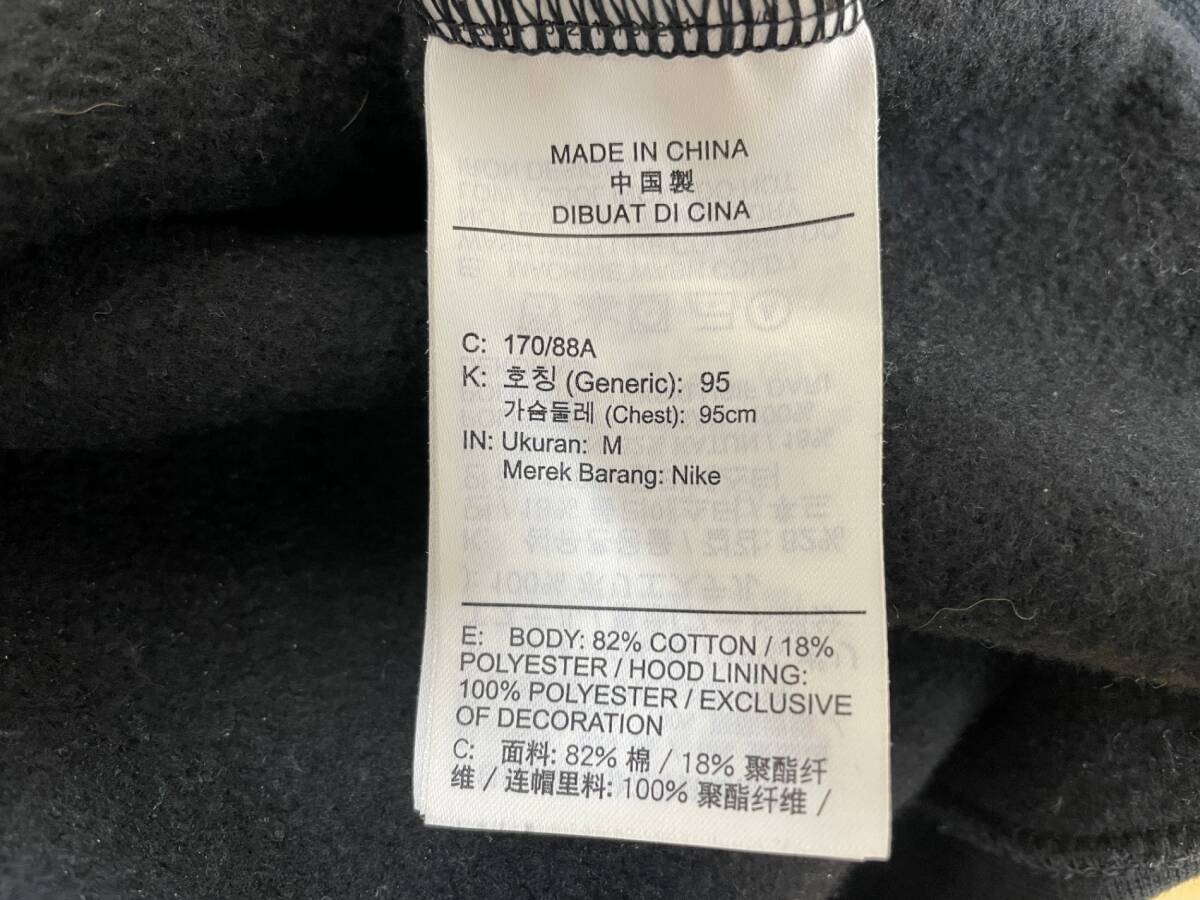 MADE IN CHINA
中国製
DIBUAT DI CINA
C: 170/88A
K: 호칭 (Generic): 95
가슴둘레 (Chest): 95cm
IN: Ukuran: M
Merek Barang: Nike
E: BODY: 82% COTTON / 18%
POLYESTER / HOOD LINING:
100% POLYESTER / EXCLUSIVE
OF DECORATION
C: 面料: 82% 棉 / 18% 聚酯纤
维 / 连帽里料: 100% 聚酯纤维 /